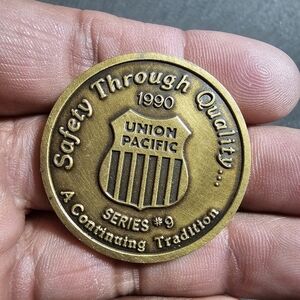 Safety Through Quality...
1990
UNION
PACIFIC
SERIES #9
A Continuing Tradition